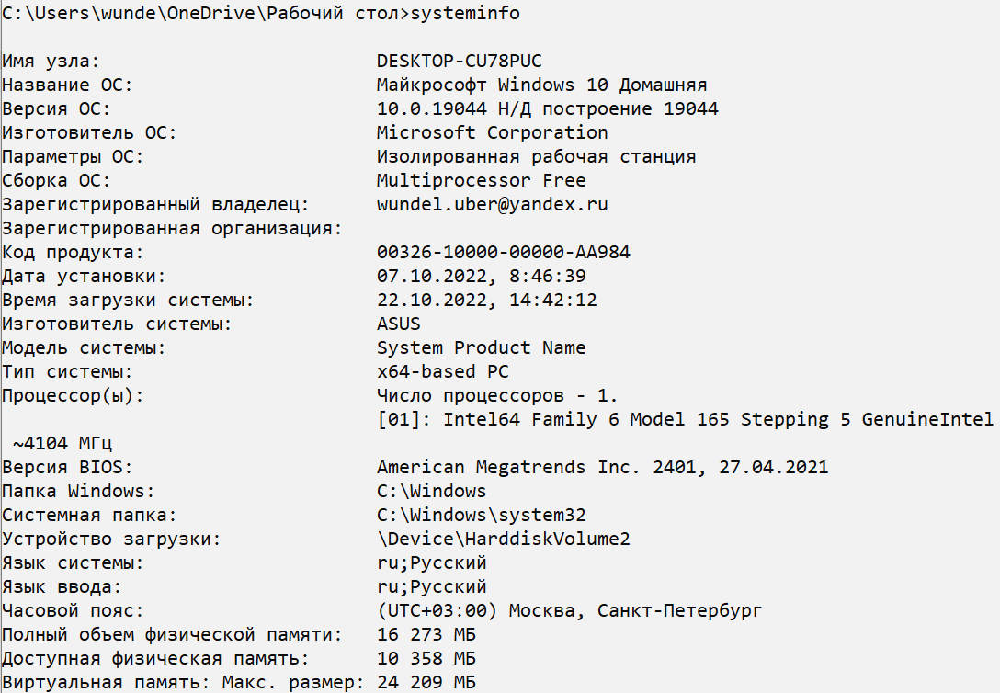 C:\Users\wunde\OneDrive\Рабочий стол>systeminfo
Имя узла: DESKTOP-CU78PUC
Название ОС: Майкрософт Windows 10 Домашняя
Версия ОС: 10.0.19044 Н/Д построение 19044
Изготовитель ОС: Microsoft Corporation
Параметры ОС: Изолированная рабочая станция
Сборка ОС: Multiprocessor Free
Зарегистрированный владелец: wundel.uber@yandex.ru
Зарегистрированная организация:
Код продукта: 00326-10000-00000-AA984
Дата установки: 07.10.2022, 8:46:39
Время загрузки системы: 22.10.2022, 14:42:12
Изготовитель системы: ASUS
Модель системы: System Product Name
Тип системы: x64-based PC
Процессор(ы): Число процессоров - 1.
[01]: Intel64 Family 6 Model 165 Stepping 5 GenuineIntel
~4104 МГц
Версия BIOS: American Megatrends Inc. 2401, 27.04.2021
Папка Windows: C:\Windows
Системная папка: C:\Windows\system32
Устройство загрузки: \Device\HarddiskVolume2
Язык системы: ru;Русский
Язык ввода: ru;Русский
Часовой пояс: (UTC+03:00) Москва, Санкт-Петербург
Полный объем физической памяти: 16 273 МБ
Доступная физическая память: 10 358 МБ
Виртуальная память: Макс. размер: 24 209 МБ